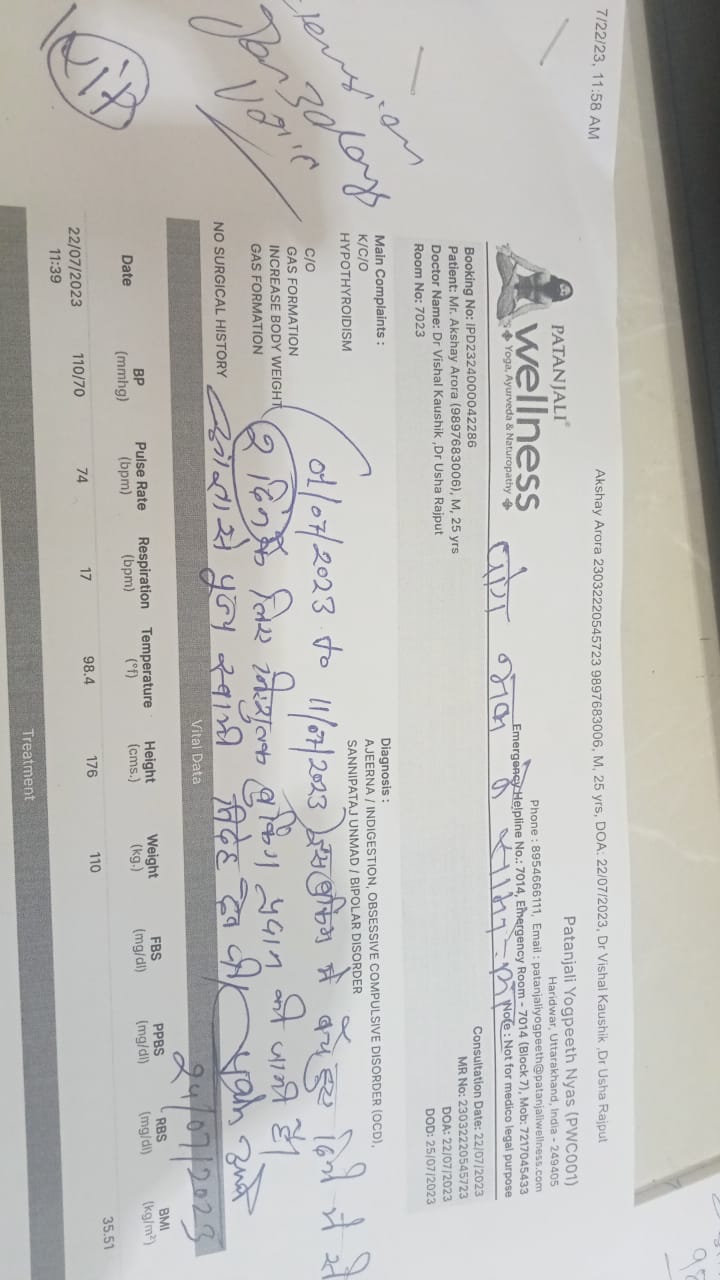 7/22/23, 11:58 AM
Akshay Arora 23032220545723 9897683006, M, 25 yrs, DOA: 22/07/2023, Dr Vishal Kaushik ,Dr Usha Rajput
PATANJALI®
wellness
Yoga, Ayurveda & Naturopathy
Patanjali Yogpeeth Nyas (PWC001)
Haridwar, Uttarakhand, India - 249405
Phone : 8954666111, Email : patanjaliyogpeeth@patanjaliwellness.com
Emergency Helpline No.: 7014, Emergency Room - 7014 (Block 7), Mob: 7217045433
Note : Not for medico legal purpose
योग के
Booking No: IPD2324000042286
Patient: Mr. Akshay Arora (9897683006), M, 25 yrs
Doctor Name: Dr Vishal Kaushik ,Dr Usha Rajput
Room No: 7023
Consultation Date: 22/07/2023
MR No: 23032220545723
DOA: 22/07/2023
DOD: 25/07/2023
Main Complaints :
K/C/O
HYPOTHYROIDISM
C/O
GAS FORMATION
INCREASE BODY WEIGHT
GAS FORMATION
NO SURGICAL HISTORY
Diagnosis :
AJEERNA / INDIGESTION, OBSESSIVE COMPULSIVE DISORDER (OCD),
SANNIPATAJ UNMAD / BIPOLAR DISORDER
(01/07/2023 to 11/07/2023) इस बुकिंग में बचे हुए दिनों में से
2 दिन के लिए निःशुल्क बुकिंग प्रदान की जाती है।
आज्ञा से पूज्य स्वामी विदेह देव जी
24/07/2023
for 3 days
Kit
Vital Data
Date BP (mmhg) Pulse Rate (bpm) Respiration (bpm) Temperature (°f) Height (cms.) Weight (kg.) FBS (mg/dl) PPBS (mg/dl) RBS (mg/dl) BMI (kg/m²)
22/07/2023 11:39 110/70 74 17 98.4 176 110 35.51
Treatment